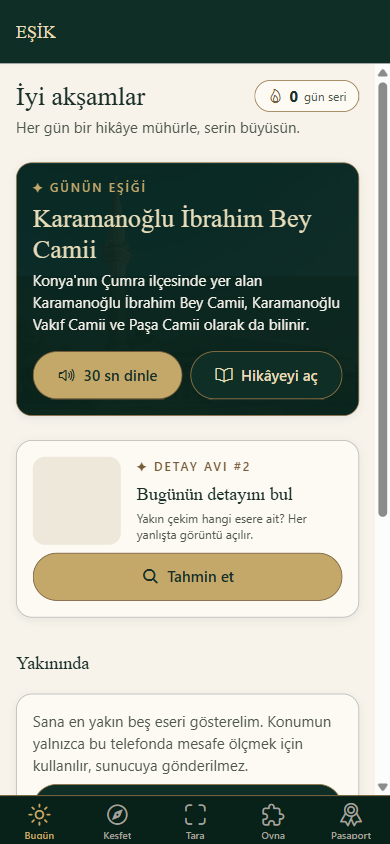 EŞİK
İyi akşamlar
0 gün seri
Her gün bir hikâye mühürle, serin büyüsün.
GÜNÜN EŞİĞİ
Karamanoğlu İbrahim Bey
Camii
Konya'nın Çumra ilçesinde yer alan
Karamanoğlu İbrahim Bey Camii, Karamanoğlu
Vakıf Camii ve Paşa Camii olarak da bilinir.
30 sn dinle
Hikâyeyi aç
DETAY AVI #2
Bugünün detayını bul
Yakın çekim hangi esere ait? Her
yanlışta görüntü açılır.
Tahmin et
Yakınında
Sana en yakın beş eseri gösterelim. Konumun
yalnızca bu telefonda mesafe ölçmek için
kullanılır, sunucuya gönderilmez.
Bugün
Keşfet
Tara
Oyna
Pasaport